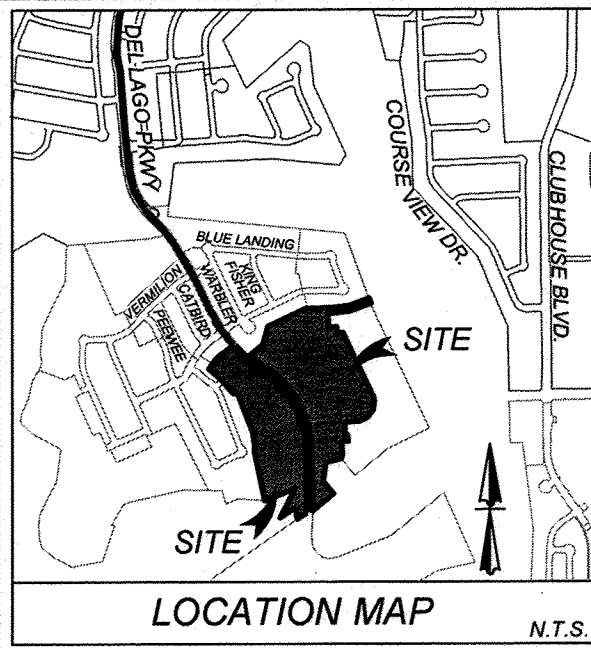 DEL LAGO PKWY
COURSE VIEW DR.
CLUBHOUSE BLVD.
BLUE LANDING
KING
FISHER
WARBLER
VERMILION
CATBIRD
PEEWEE
SITE
SITE
LOCATION MAP
N.T.S.